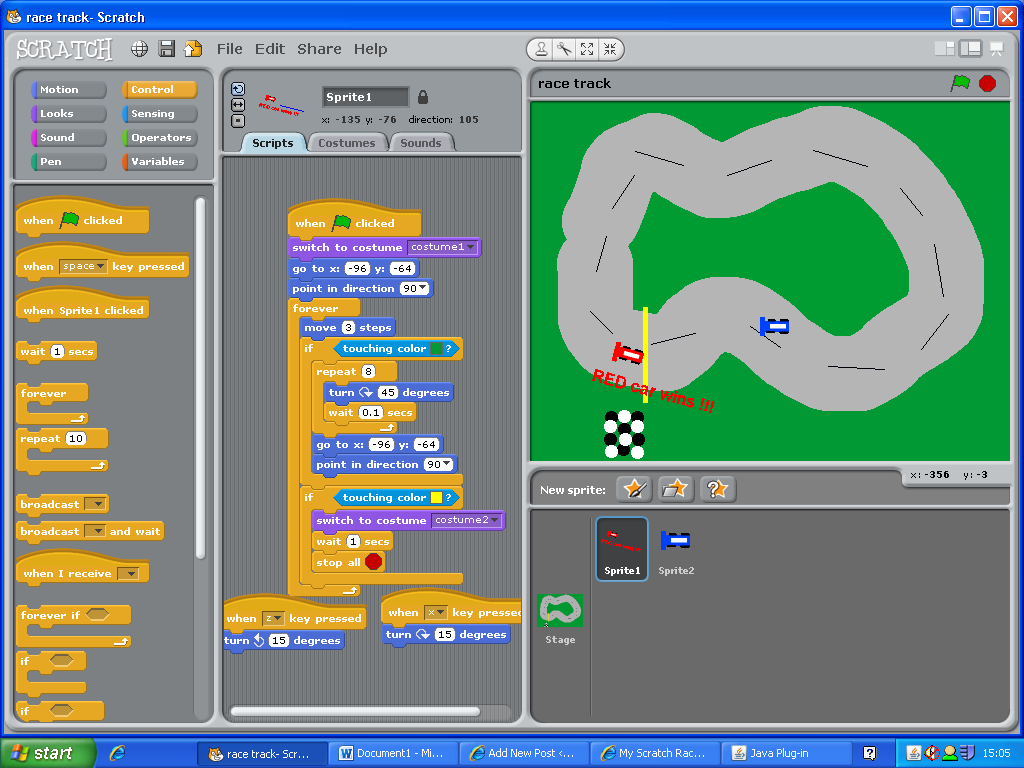 race track- Scratch
SCRATCH File Edit Share Help
Motion Control
Looks Sensing
Sound Operators
Pen Variables
when clicked
when space key pressed
when Sprite1 clicked
wait 1 secs
forever
repeat 10
broadcast
broadcast and wait
when I receive
forever if
if
if
RED car wins !!!
Sprite1
x: -135 y: -76 direction: 105
Scripts Costumes Sounds
when clicked
switch to costume costume1
go to x: -96 y: -64
point in direction 90
forever
move 3 steps
if touching color ?
repeat 8
turn 45 degrees
wait 0.1 secs
go to x: -96 y: -64
point in direction 90
if touching color ?
switch to costume costume2
wait 1 secs
stop all
when z key pressed
turn 15 degrees
when x key pressed
turn 15 degrees
race track
RED car wins !!!
x: -356 y: -3
New sprite:
Sprite1 Sprite2
Stage
start race track- Scr... Document1 - Mi... Add New Post <... My Scratch Rac... Java Plug-in 15:05